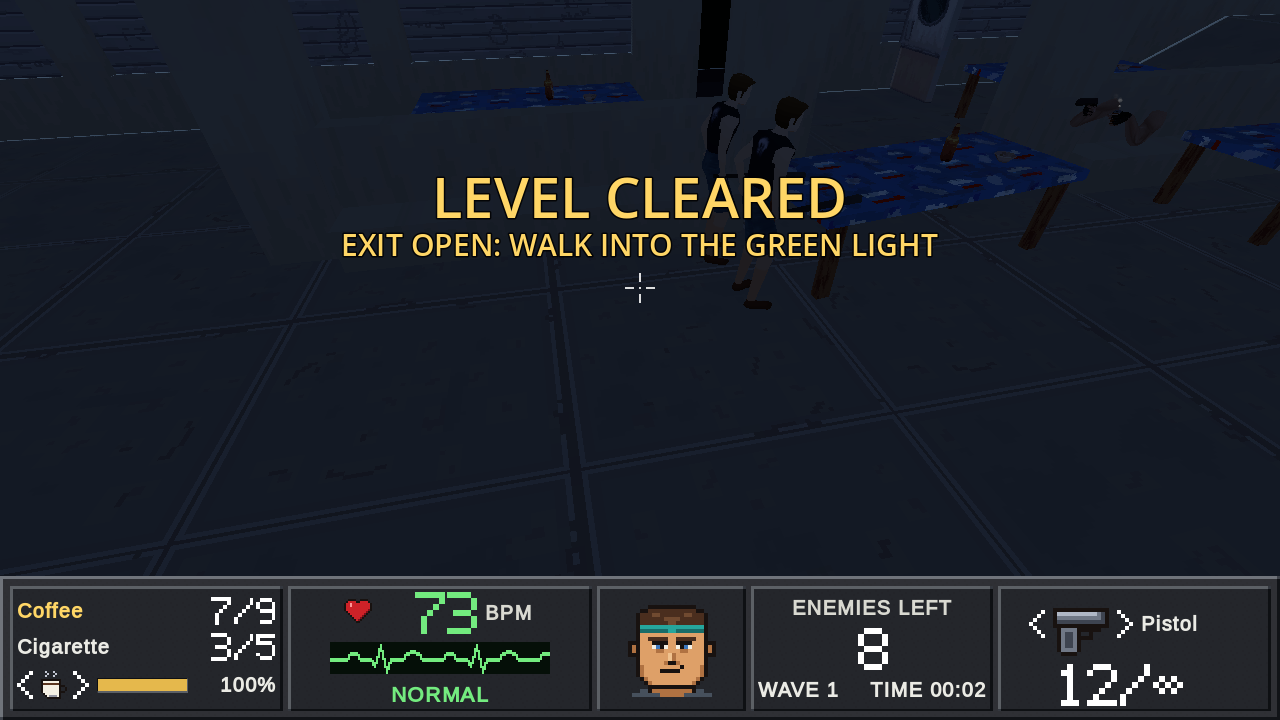 LEVEL CLEARED
EXIT OPEN: WALK INTO THE GREEN LIGHT
Coffee 7/9
Cigarette 3/5
100%
73 BPM
NORMAL
ENEMIES LEFT
8
WAVE 1 TIME 00:02
Pistol
12/∞